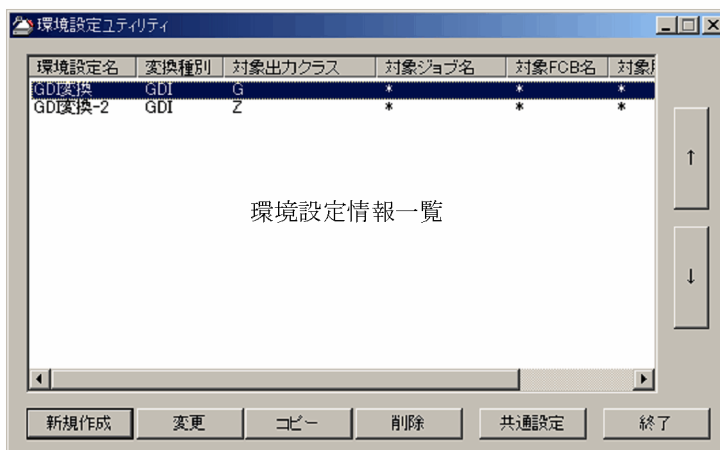 環境設定ユティリティ
環境設定名 変換種別 対象出力クラス 対象ジョブ名 対象FCB名
GDI変換 GDI G * * *
GDI変換-2 GDI Z * * *
環境設定情報一覧
↑
↓
新規作成 変更 コピー 削除 共通設定 終了